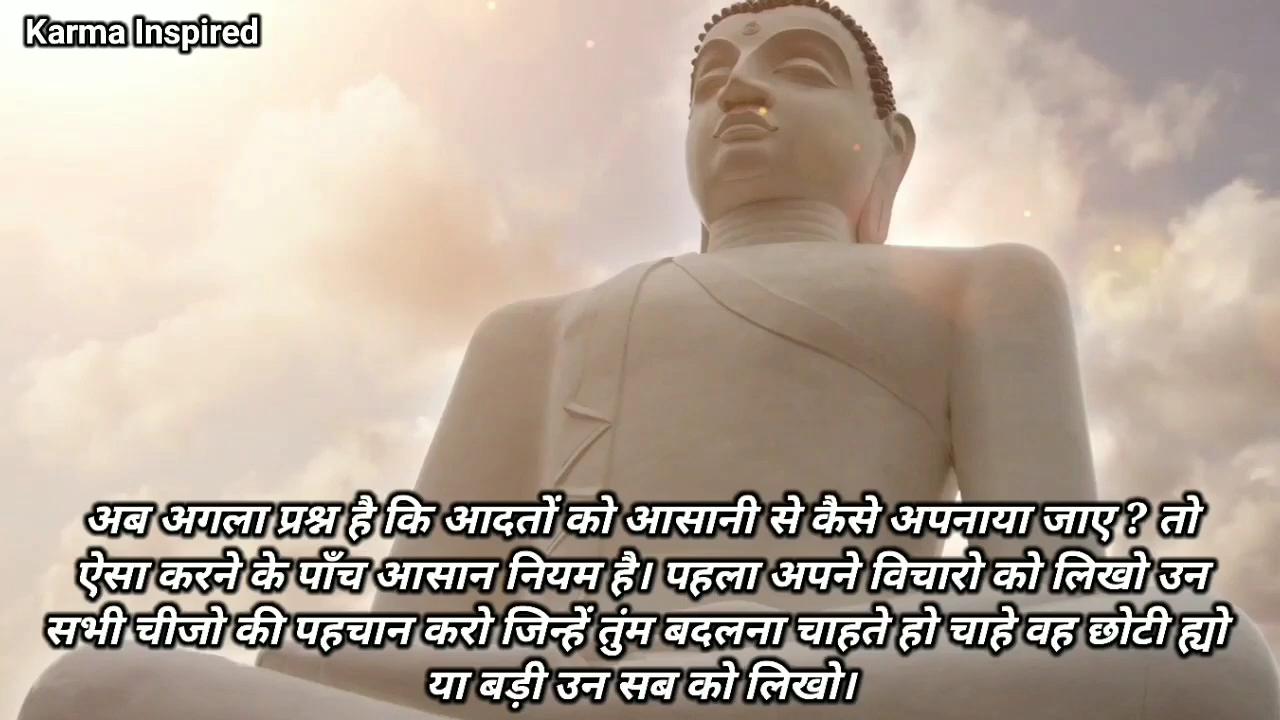 Karma Inspired
अब अगला प्रश्न है कि आदतों को आसानी से कैसे अपनाया जाए ? तो
ऐसा करने के पाँच आसान नियम है। पहला अपने विचारो को लिखो उन
सभी चीजो की पहचान करो जिन्हें तुंम बदलना चाहते हो चाहे वह छोटी ह्यो
या बड़ी उन सब को लिखो।